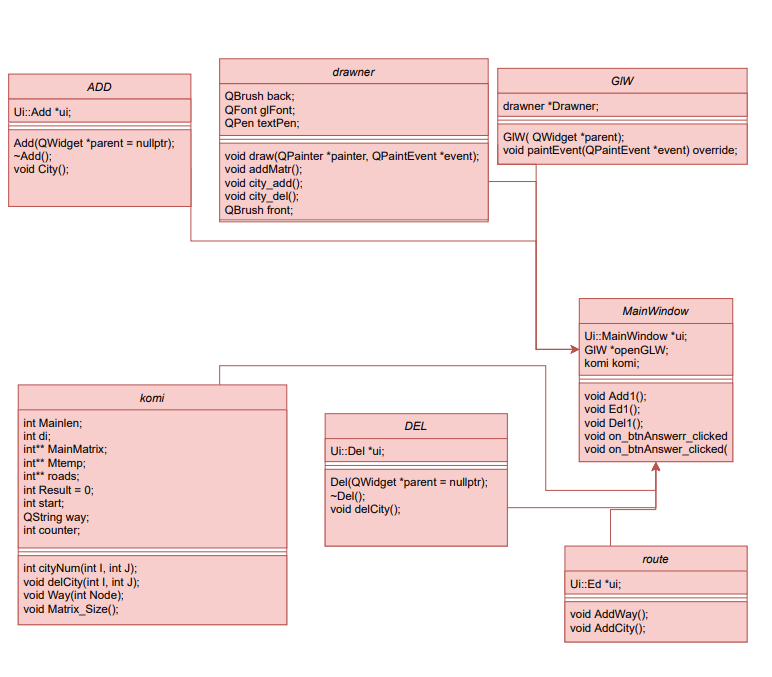 ADD
Ui::Add *ui;
Add(QWidget *parent = nullptr);
~Add();
void City();
drawner
QBrush back;
QFont glFont;
QPen textPen;
void draw(QPainter *painter, QPaintEvent *event);
void addMatr();
void city_add();
void city_del();
QBrush front;
GlW
drawner *Drawner;
GlW( QWidget *parent);
void paintEvent(QPaintEvent *event) override;
MainWindow
Ui::MainWindow *ui;
GlW *openGLW;
komi komi;
void Add1();
void Ed1();
void Del1();
void on_btnAnswerr_clicked
void on_btnAnswer_clicked(
komi
int Mainlen;
int di;
int** MainMatrix;
int** Mtemp;
int** roads;
int Result = 0;
int start;
QString way;
int counter;
int cityNum(int I, int J);
void delCity(int I, int J);
void Way(int Node);
void Matrix_Size();
DEL
Ui::Del *ui;
Del(QWidget *parent = nullptr);
~Del();
void delCity();
route
Ui::Ed *ui;
void AddWay();
void AddCity();